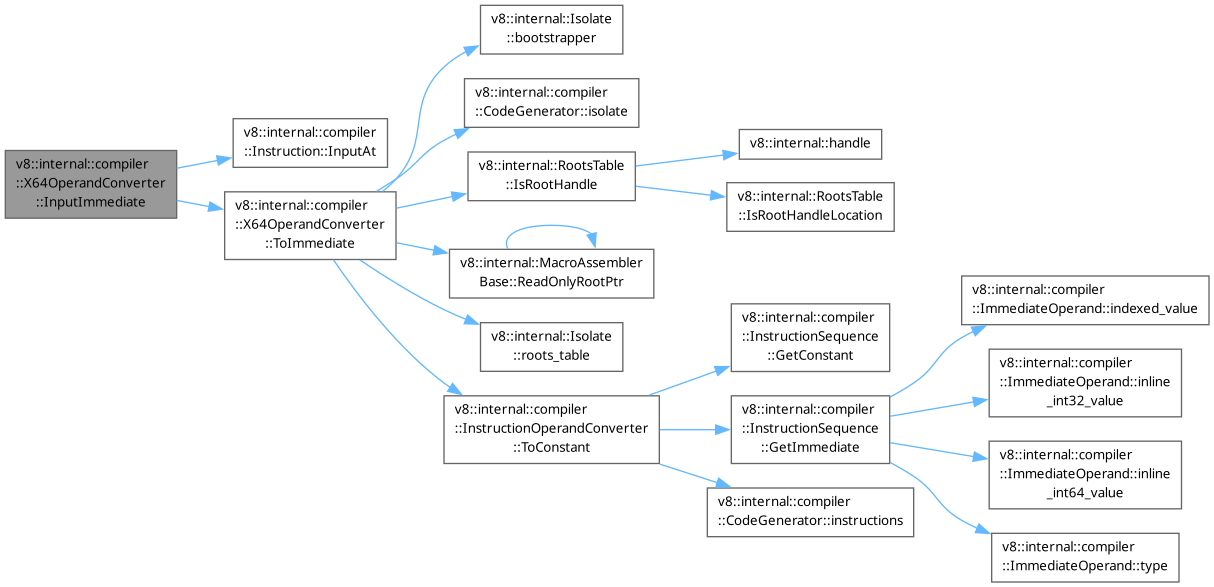 v8::internal::compiler
::X64OperandConverter
::InputImmediate
v8::internal::compiler
::Instruction::InputAt
v8::internal::compiler
::X64OperandConverter
::ToImmediate
v8::internal::Isolate
::bootstrapper
v8::internal::compiler
::CodeGenerator::isolate
v8::internal::RootsTable
::IsRootHandle
v8::internal::handle
v8::internal::RootsTable
::IsRootHandleLocation
v8::internal::MacroAssembler
Base::ReadOnlyRootPtr
v8::internal::Isolate
::roots_table
v8::internal::compiler
::InstructionOperandConverter
::ToConstant
v8::internal::compiler
::InstructionSequence
::GetConstant
v8::internal::compiler
::InstructionSequence
::GetImmediate
v8::internal::compiler
::CodeGenerator::instructions
v8::internal::compiler
::ImmediateOperand::indexed_value
v8::internal::compiler
::ImmediateOperand::inline
_int32_value
v8::internal::compiler
::ImmediateOperand::inline
_int64_value
v8::internal::compiler
::ImmediateOperand::type